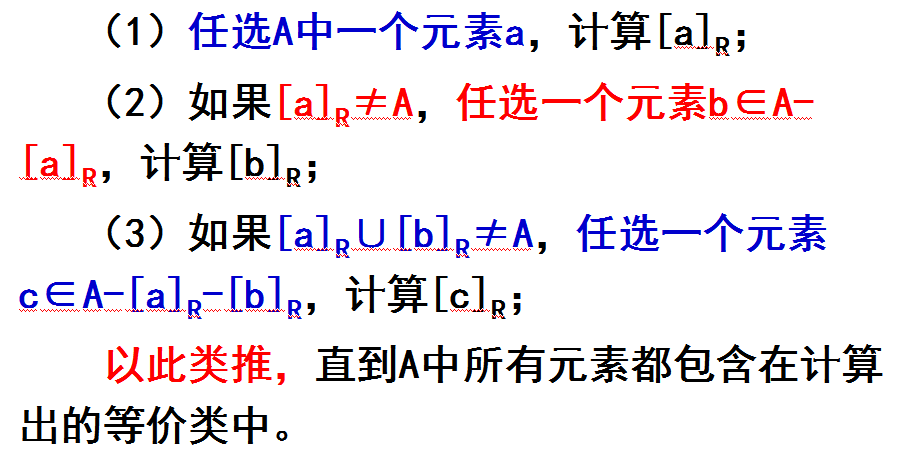 （1）任选A中一个元素a，计算[a]R；
（2）如果[a]R≠A，任选一个元素b∈A-
[a]R，计算[b]R；
（3）如果[a]R∪[b]R≠A，任选一个元素
c∈A-[a]R-[b]R，计算[c]R；
以此类推，直到A中所有元素都包含在计算
出的等价类中。